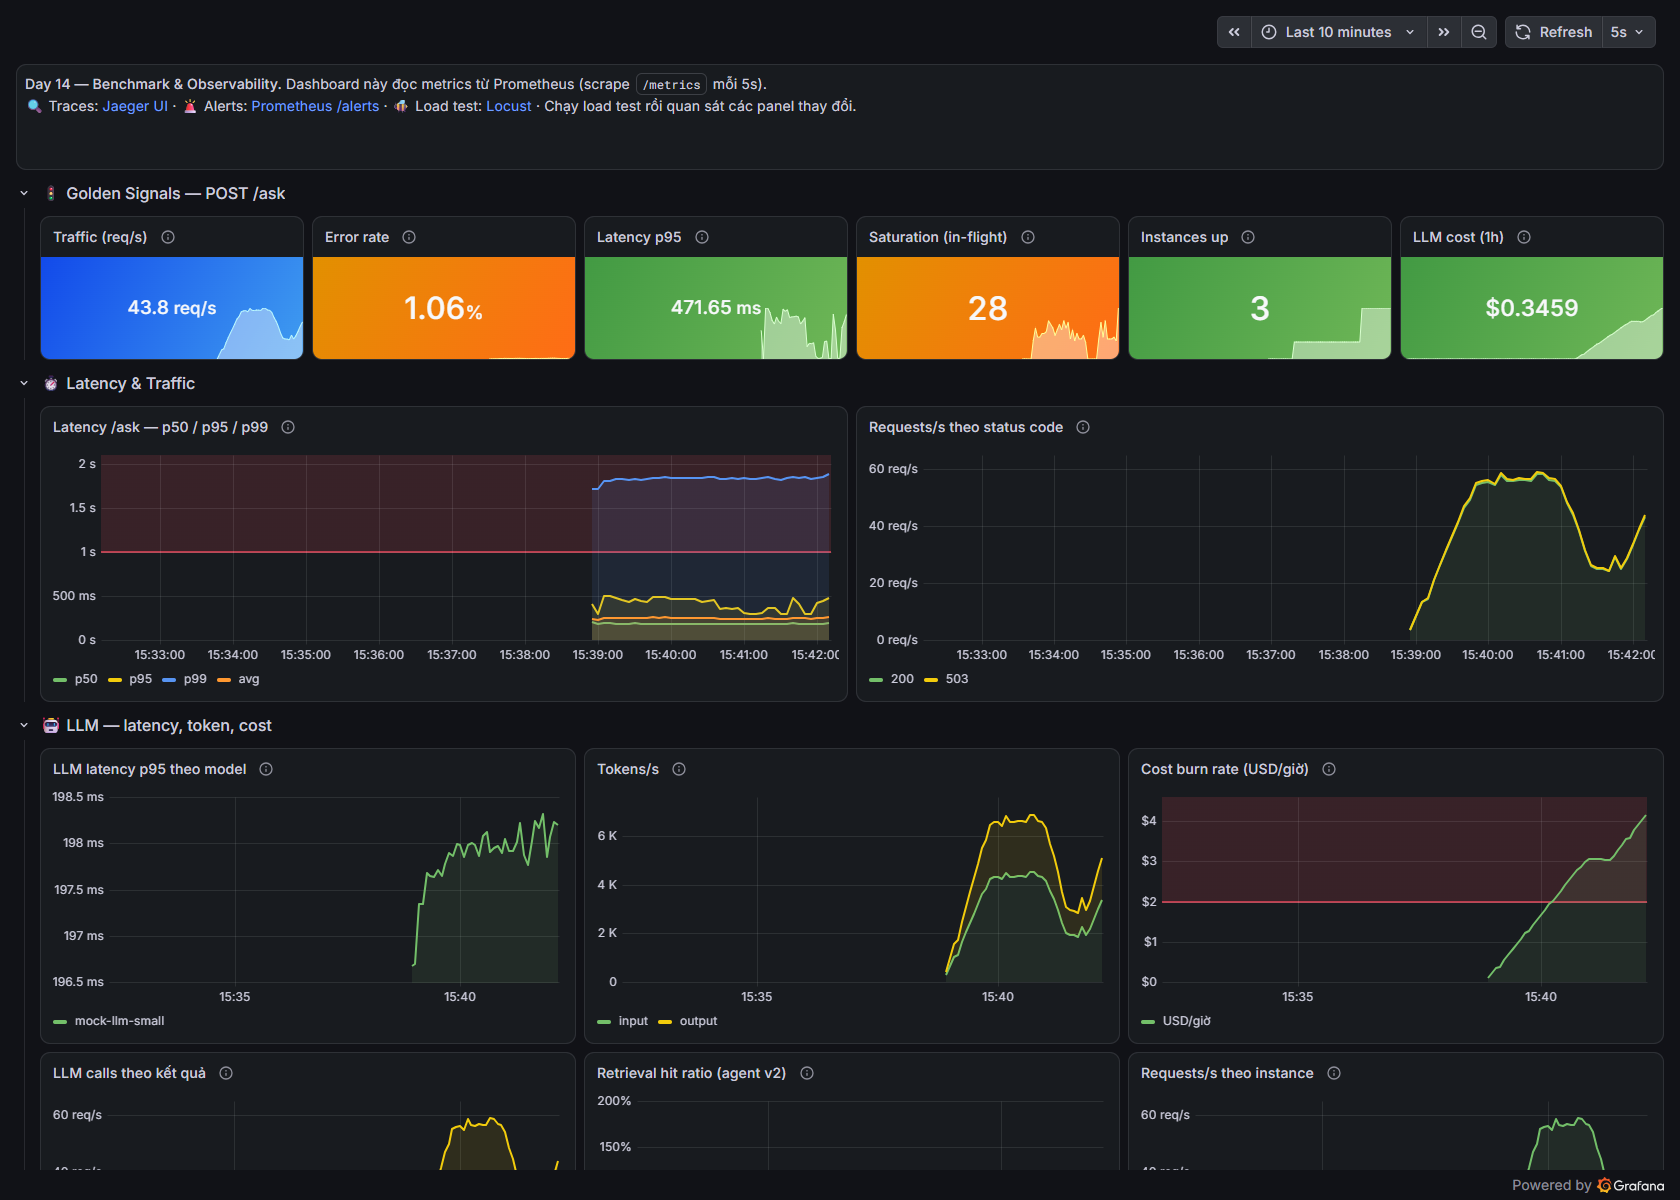 Last 10 minutes
Refresh
5s
Day 14 — Benchmark & Observability. Dashboard này đọc metrics từ Prometheus (scrape /metrics mỗi 5s).
Traces: Jaeger UI · Alerts: Prometheus /alerts · Load test: Locust · Chạy load test rồi quan sát các panel thay đổi.
Golden Signals — POST /ask
Traffic (req/s)
43.8 req/s
Error rate
1.06%
Latency p95
471.65 ms
Saturation (in-flight)
28
Instances up
3
LLM cost (1h)
$0.3459
Latency & Traffic
Latency /ask — p50 / p95 / p99
2 s
1.5 s
1 s
500 ms
0 s
15:33:00 15:34:00 15:35:00 15:36:00 15:37:00 15:38:00 15:39:00 15:40:00 15:41:00 15:42:00
p50 p95 p99 avg
Requests/s theo status code
60 req/s
40 req/s
20 req/s
0 req/s
15:33:00 15:34:00 15:35:00 15:36:00 15:37:00 15:38:00 15:39:00 15:40:00 15:41:00 15:42:00
200 503
LLM — latency, token, cost
LLM latency p95 theo model
198.5 ms
198 ms
197.5 ms
197 ms
196.5 ms
15:35 15:40
mock-llm-small
Tokens/s
6 K
4 K
2 K
0
15:35 15:40
input output
Cost burn rate (USD/giờ)
$4
$3
$2
$1
$0
15:35 15:40
USD/giờ
LLM calls theo kết quả
60 req/s
Retrieval hit ratio (agent v2)
200%
150%
Requests/s theo instance
60 req/s
Powered by Grafana